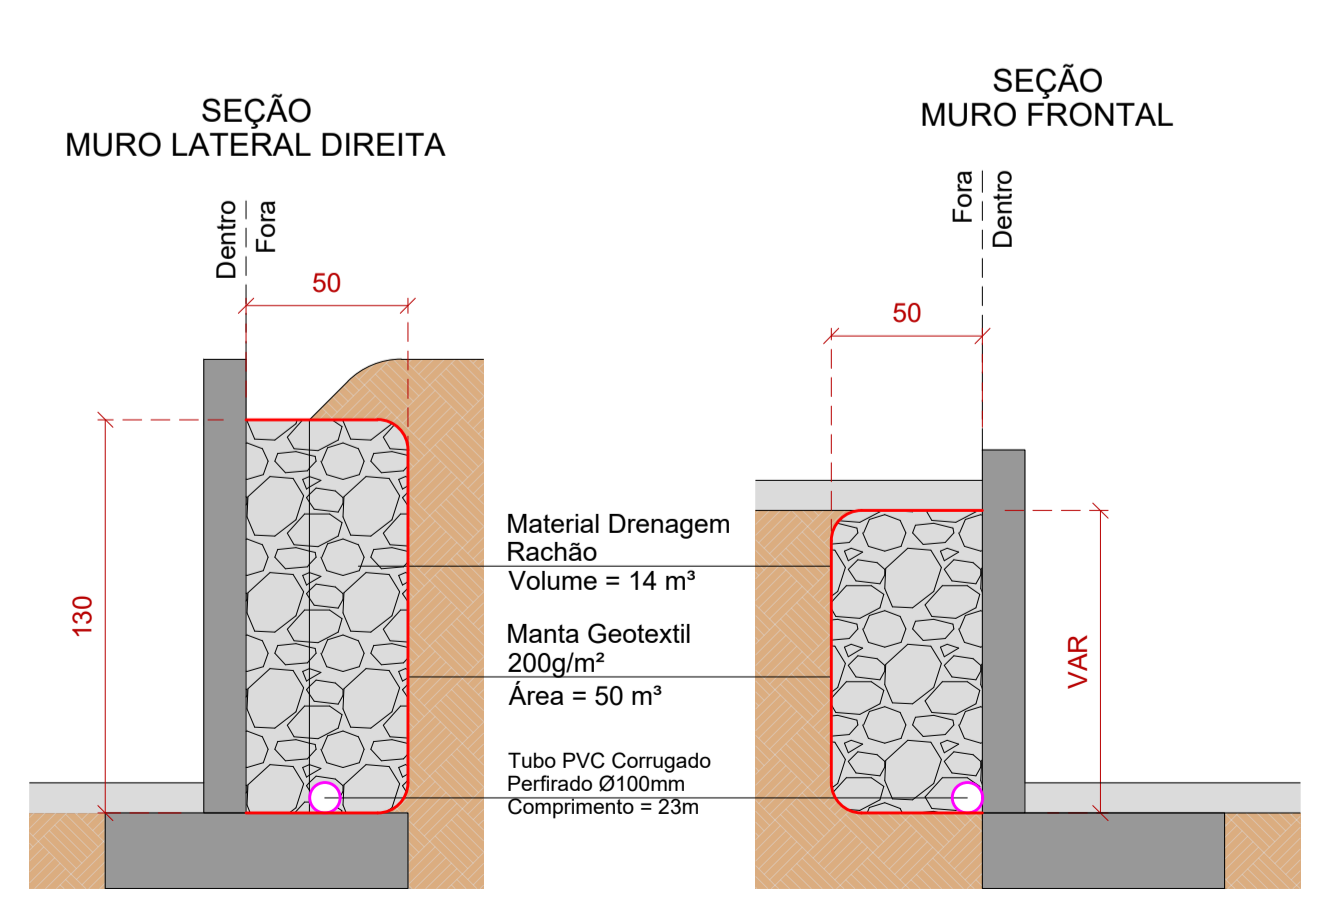 SEÇÃO
MURO LATERAL DIREITA
Dentro
Fora
50
130
SEÇÃO
MURO FRONTAL
Fora
Dentro
50
VAR
Material Drenagem
Rachão
Volume = 14 m³
Manta Geotextil
200g/m²
Área = 50 m³
Tubo PVC Corrugado
Perfirado Ø100mm
Comprimento = 23m